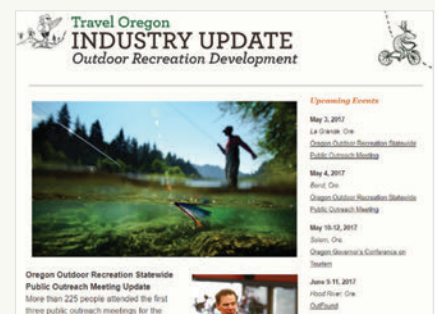 Travel Oregon
INDUSTRY UPDATE
Outdoor Recreation Development
Upcoming Events
May 3, 2017
La Grande, Ore
Oregon Outdoor Recreation Statewide
Public Outreach Meeting
May 4, 2017
Bend, Ore
Oregon Outdoor Recreation Statewide
Public Outreach Meeting
May 10-12, 2017
Salem, Ore
Oregon Governor's Conference on
Tourism
June 5-11, 2017
Hood River, Ore
OutFound
Oregon Outdoor Recreation Statewide
Public Outreach Meeting Update
More than 225 people attended the first
three public outreach meetings for the